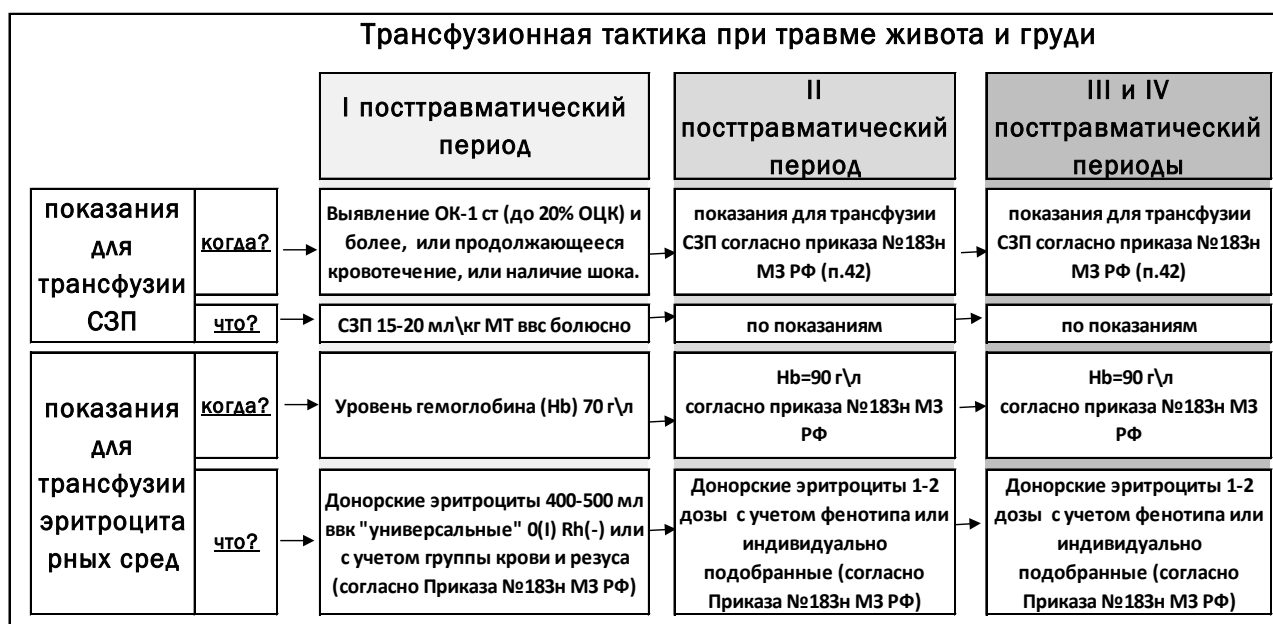 Трансфузионная тактика при травме живота и груди
I посттравматический
период
II
посттравматический
период
III и IV
посттравматический
периоды
показания
для
трансфузии
СЗП
когда?
Выявление ОК-1 ст (до 20% ОЦК) и
более, или продолжающееся
кровотечение, или наличие шока.
показания для трансфузии
СЗП согласно приказа №183н
МЗ РФ (п.42)
показания для трансфузии
СЗП согласно приказа №183н
МЗ РФ (п.42)
что?
СЗП 15-20 мл\кг МТ ввс болюсно
по показаниям
по показаниям
показания
для
трансфузии
эритроцита
рных сред
когда?
Уровень гемоглобина (Hb) 70 г\л
Hb=90 г\л
согласно приказа №183н МЗ
РФ
Hb=90 г\л
согласно приказа №183н МЗ
РФ
что?
Донорские эритроциты 400-500 мл
ввк "универсальные" 0(I) Rh(-) или
с учетом группы крови и резуса
(согласно Приказа №183н МЗ РФ)
Донорские эритроциты 1-2
дозы с учетом фенотипа или
индивидуально
подобранные (согласно
Приказа №183н МЗ РФ)
Донорские эритроциты 1-2
дозы с учетом фенотипа или
индивидуально
подобранные (согласно
Приказа №183н МЗ РФ)